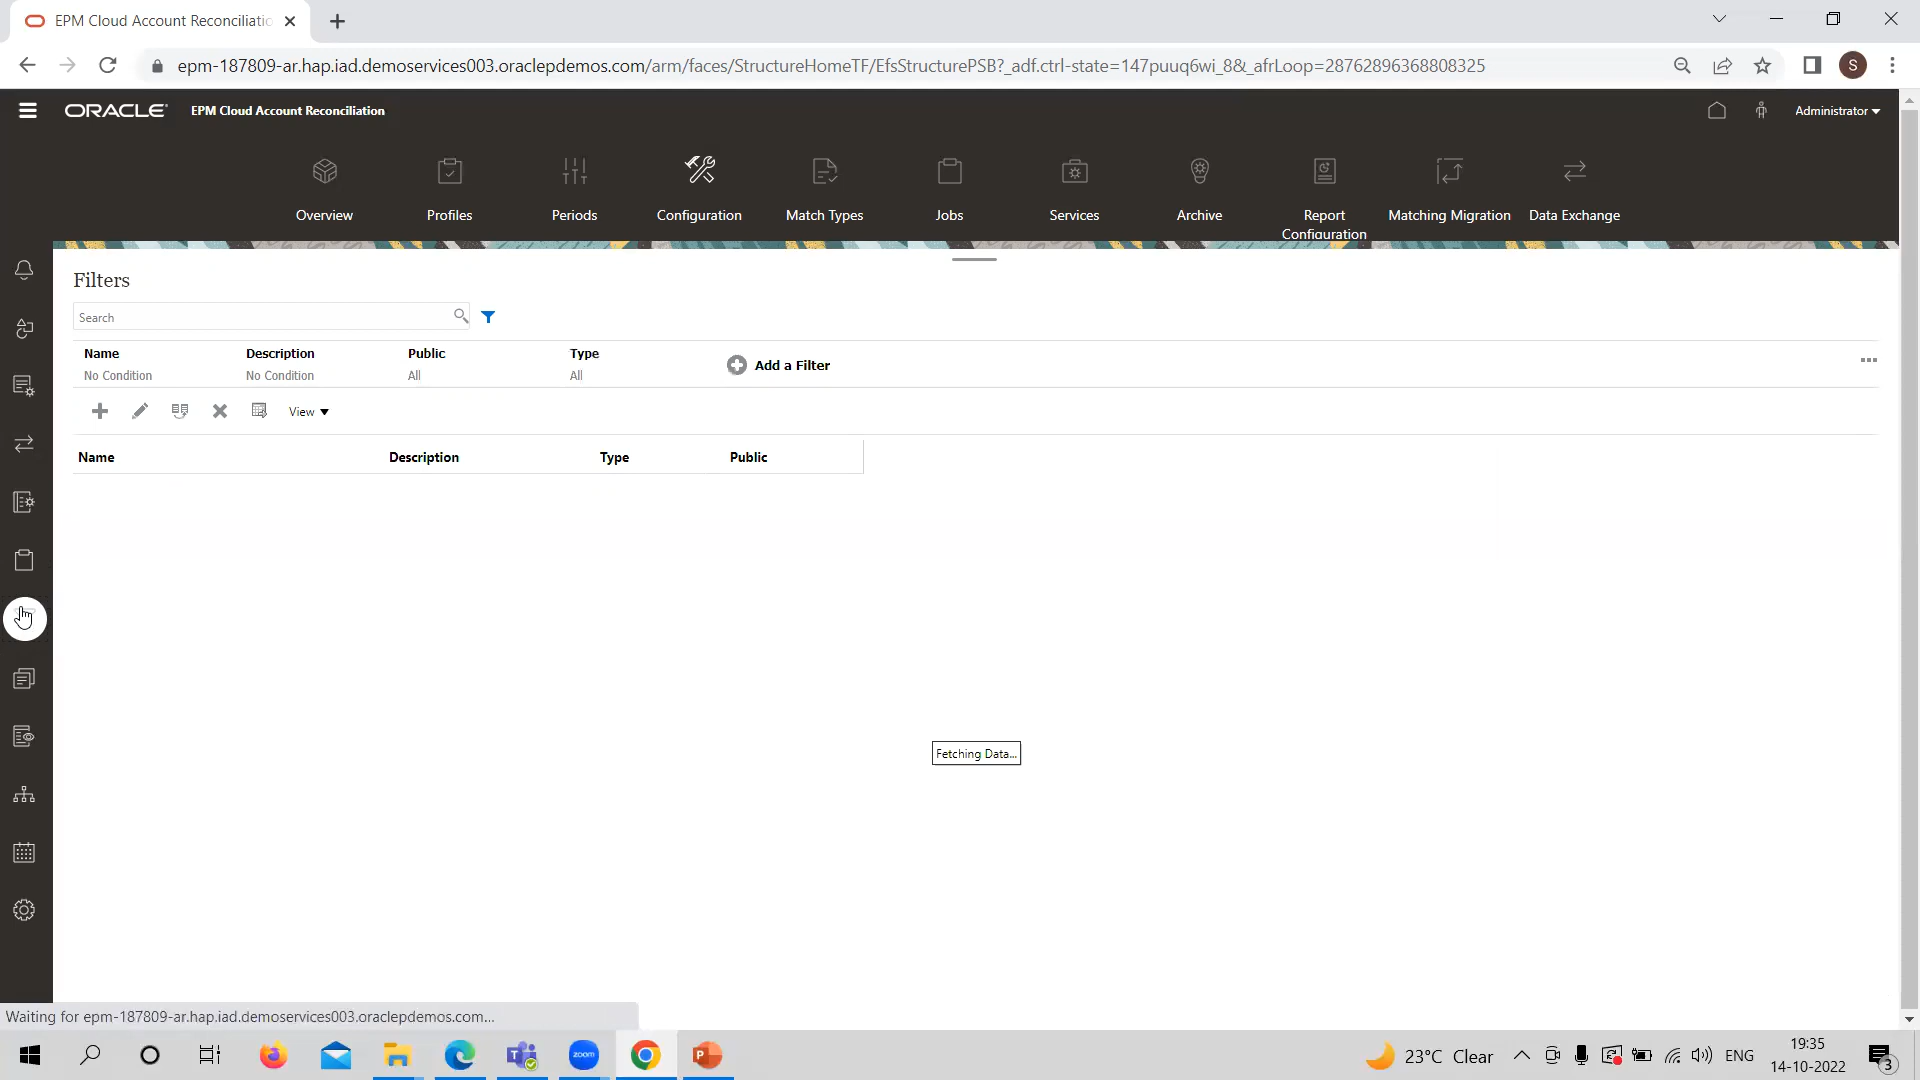 EPM Cloud Account Reconciliatio
epm-187809-ar.hap.iad.demoservices003.oraclepdemos.com/arm/faces/StructureHomeTF/EfsStructurePSB?_adf.ctrl-state=147puuq6wi_8&_afrLoop=28762896368808325
S
ORACLE® EPM Cloud Account Reconciliation
Administrator
Overview Profiles Periods Configuration Match Types Jobs Services Archive Report Configuration Matching Migration Data Exchange
Filters
Search
Name Description Public Type
No Condition No Condition All All
Add a Filter
View
Name Description Type Public
Fetching Data...
Waiting for epm-187809-ar.hap.iad.demoservices003.oraclepdemos.com...
zoom
23°C Clear
ENG
19:35
14-10-2022
3